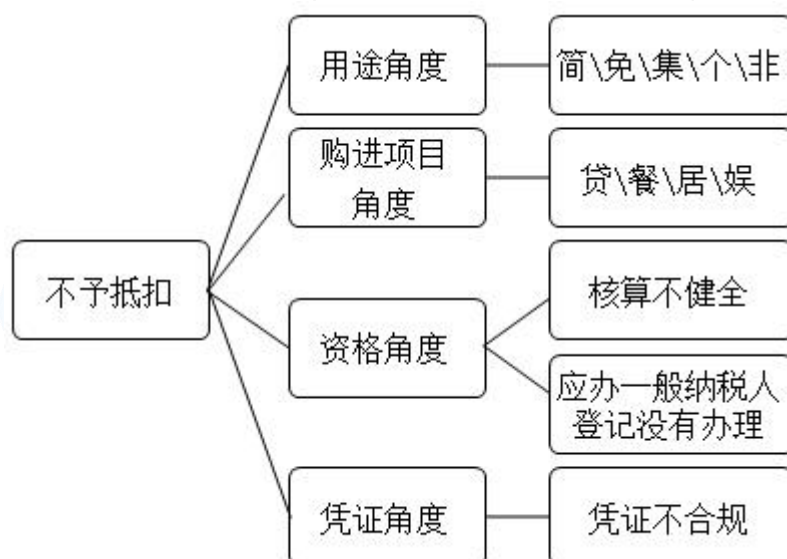 不予抵扣
用途角度
简\免\集\个\非
购进项目
角度
贷\餐\居\娱
资格角度
核算不健全
应办一般纳税人
登记没有办理
凭证角度
凭证不合规